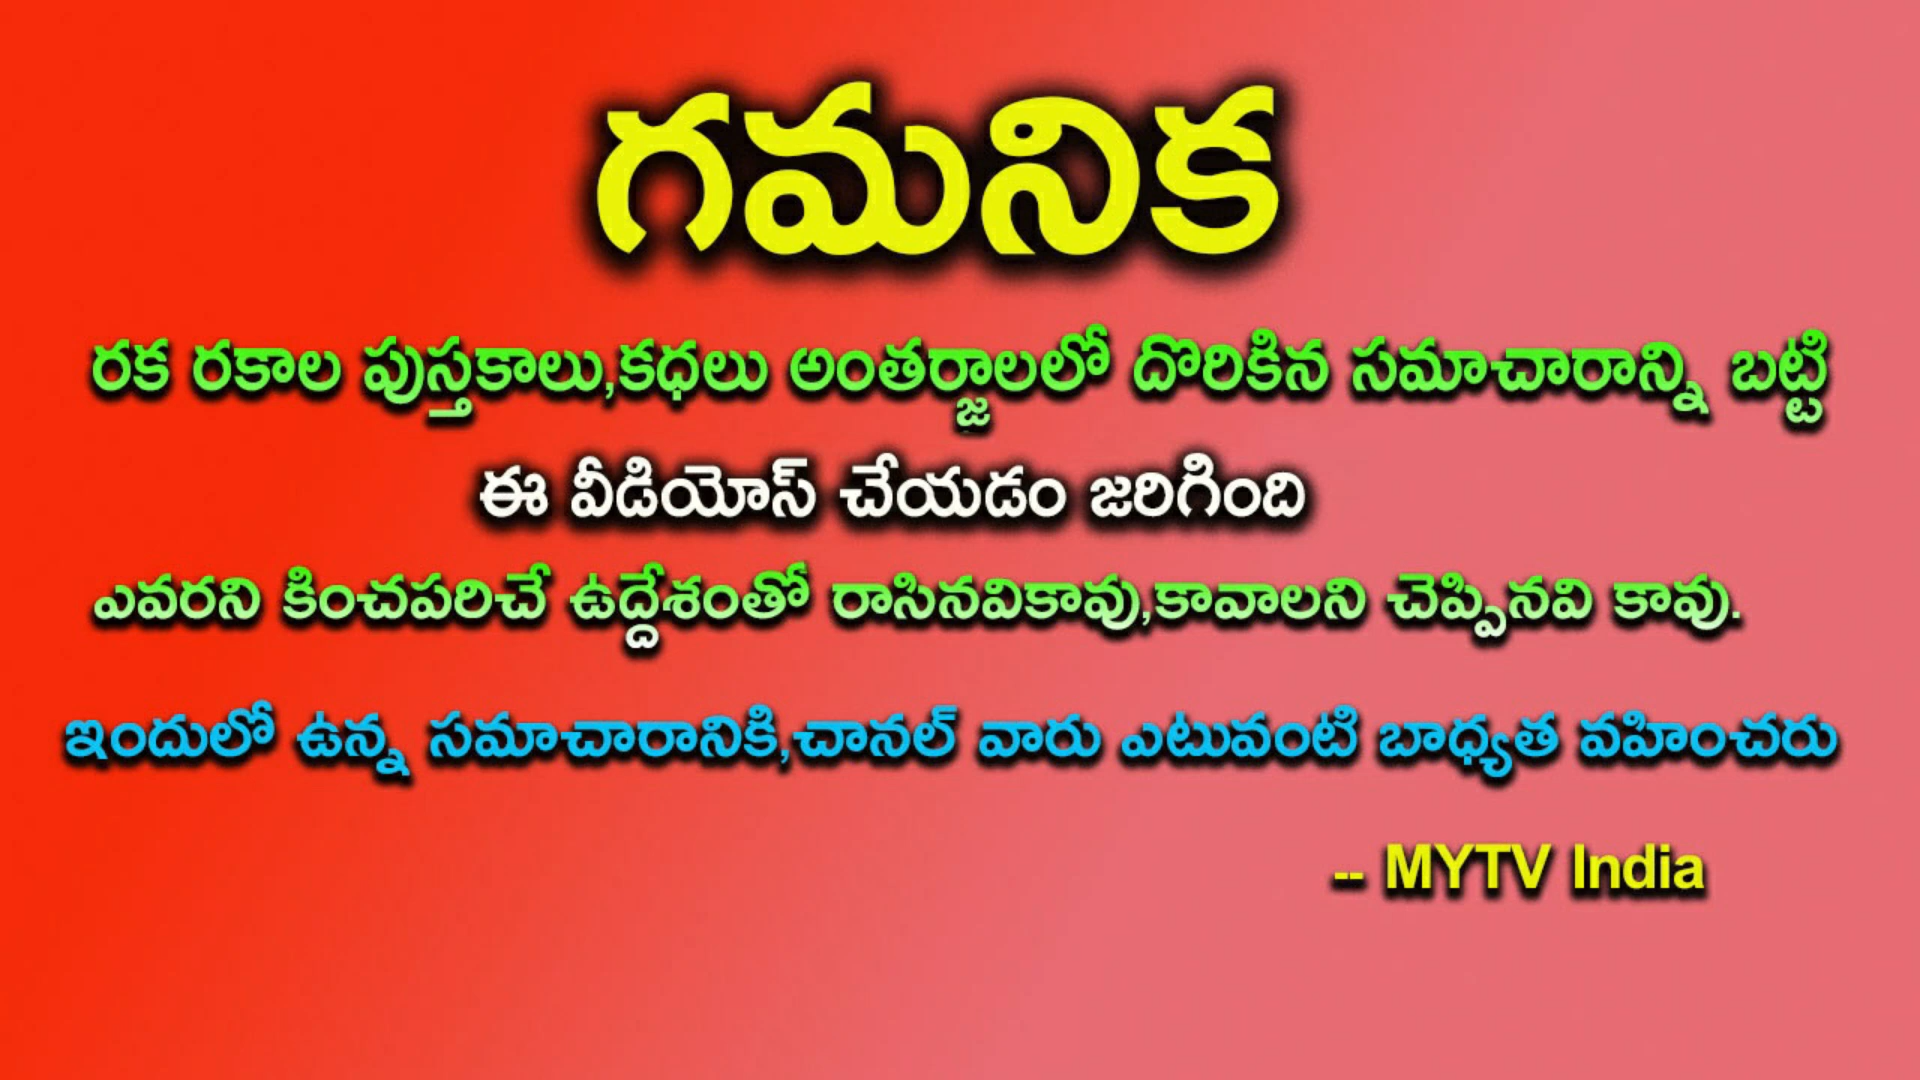 గమనిక
రక రకాల పుస్తకాలు,కధలు అంతర్జాలలో దొరికిన సమాచారాన్ని బట్టి
ఈ వీడియోస్ చేయడం జరిగింది
ఎవరని కించపరిచే ఉద్దేశంతో రాసినవికావు,కావాలని చెప్పినవి కావు.
ఇందులో ఉన్న సమాచారానికి,చానల్ వారు ఎటువంటి బాధ్యత వహించరు
-- MYTV India